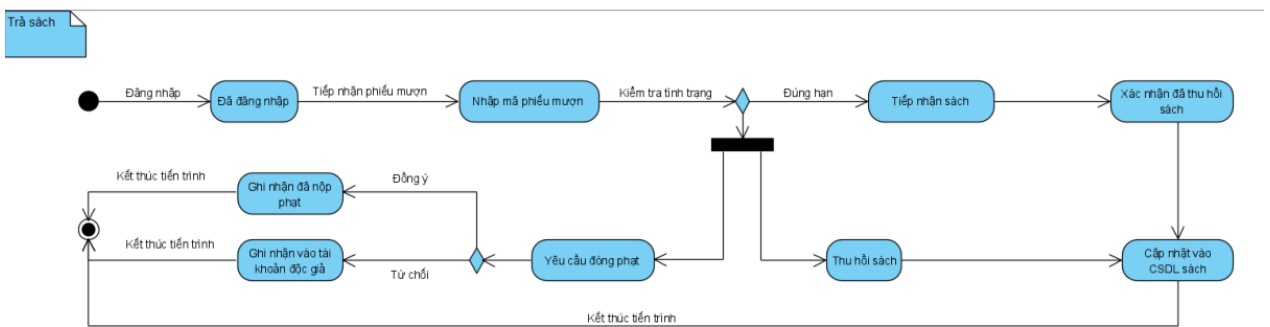 Trả sách
Đăng nhập
Đã đăng nhập
Tiếp nhận phiếu mượn
Nhập mã phiếu mượn
Kiểm tra tình trạng
Đúng hạn
Tiếp nhận sách
Xác nhận đã thu hồi
sách
Kết thúc tiến trình
Ghi nhận đã nộp
phạt
Đồng ý
Kết thúc tiến trình
Ghi nhận vào tài
khoản độc giả
Từ chối
Yêu cầu đóng phạt
Thu hồi sách
Cập nhật vào
CSDL sách
Kết thúc tiến trình